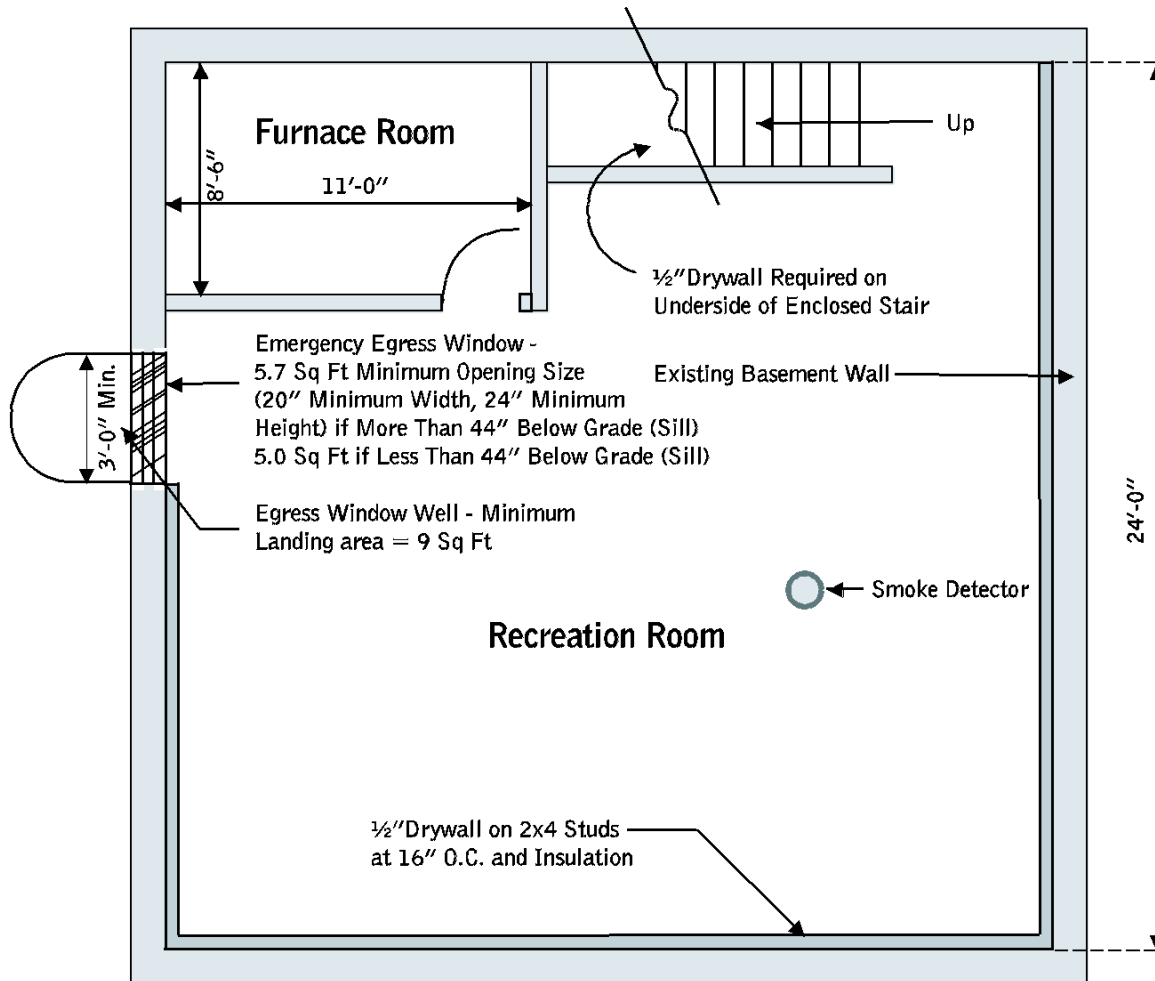 Furnace Room
8'-6"
11'-0"
Up
½" Drywall Required on
Underside of Enclosed Stair
Emergency Egress Window -
5.7 Sq Ft Minimum Opening Size
(20" Minimum Width, 24" Minimum
Height) if More Than 44" Below Grade (Sill)
5.0 Sq Ft if Less Than 44" Below Grade (Sill)
Existing Basement Wall
3'-0" Min.
Egress Window Well - Minimum
Landing area = 9 Sq Ft
24'-0"
Smoke Detector
Recreation Room
½" Drywall on 2x4 Studs
at 16" O.C. and Insulation